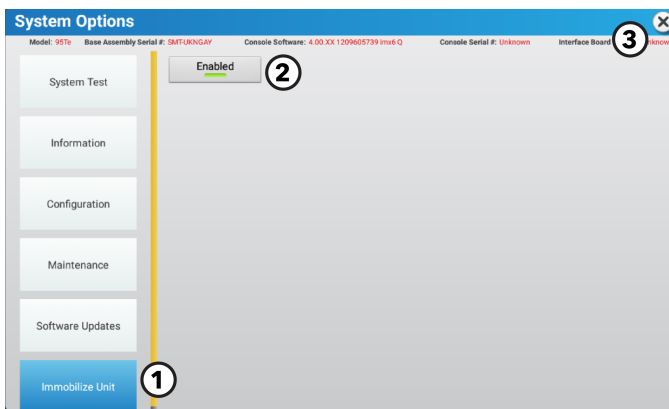 System Options
Model: 95Te Base Assembly Serial #: SMT-UKNGAY Console Software: 4.00.XX 1209605739 imx6 Q Console Serial #: Unknown Interface Board
3
Enabled
2
System Test
Information
Configuration
Maintenance
Software Updates
Immobilize Unit
1